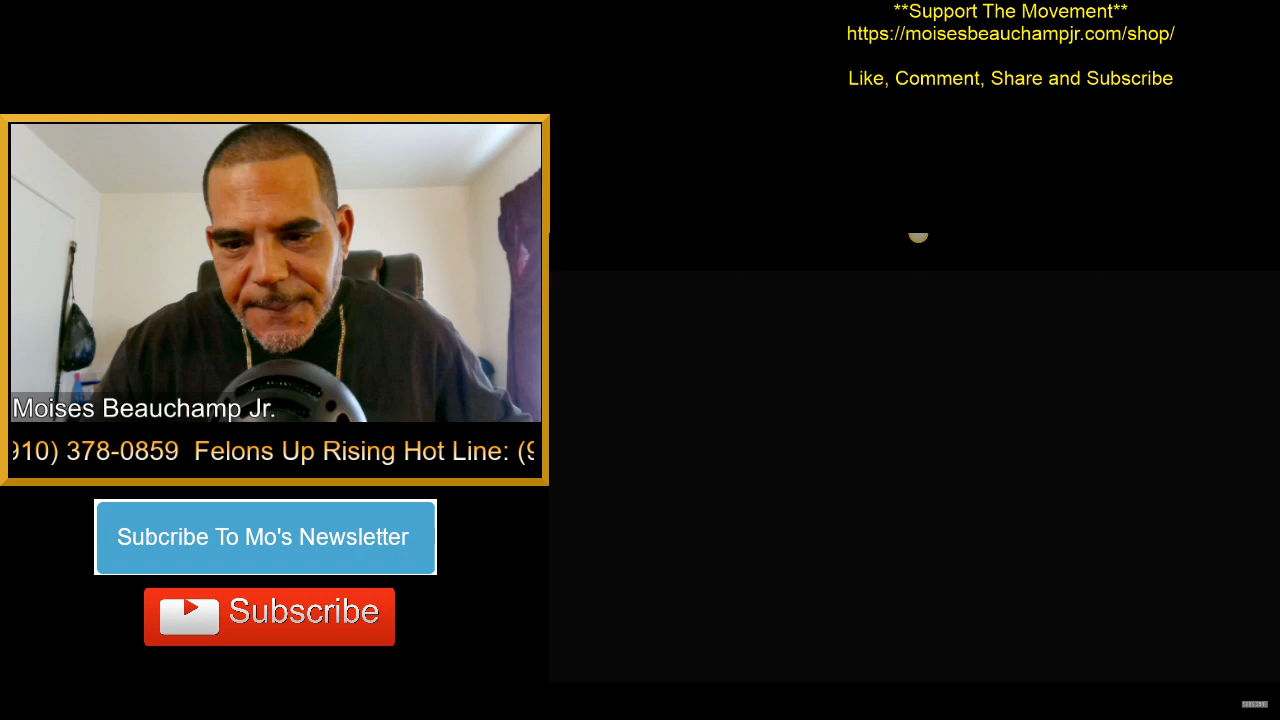 **Support The Movement**
https://moisesbeauchampjr.com/shop/
Like, Comment, Share and Subscribe
Moises Beauchamp Jr.
910) 378-0859  Felons Up Rising Hot Line: (9
Subcribe To Mo's Newsletter
Subscribe